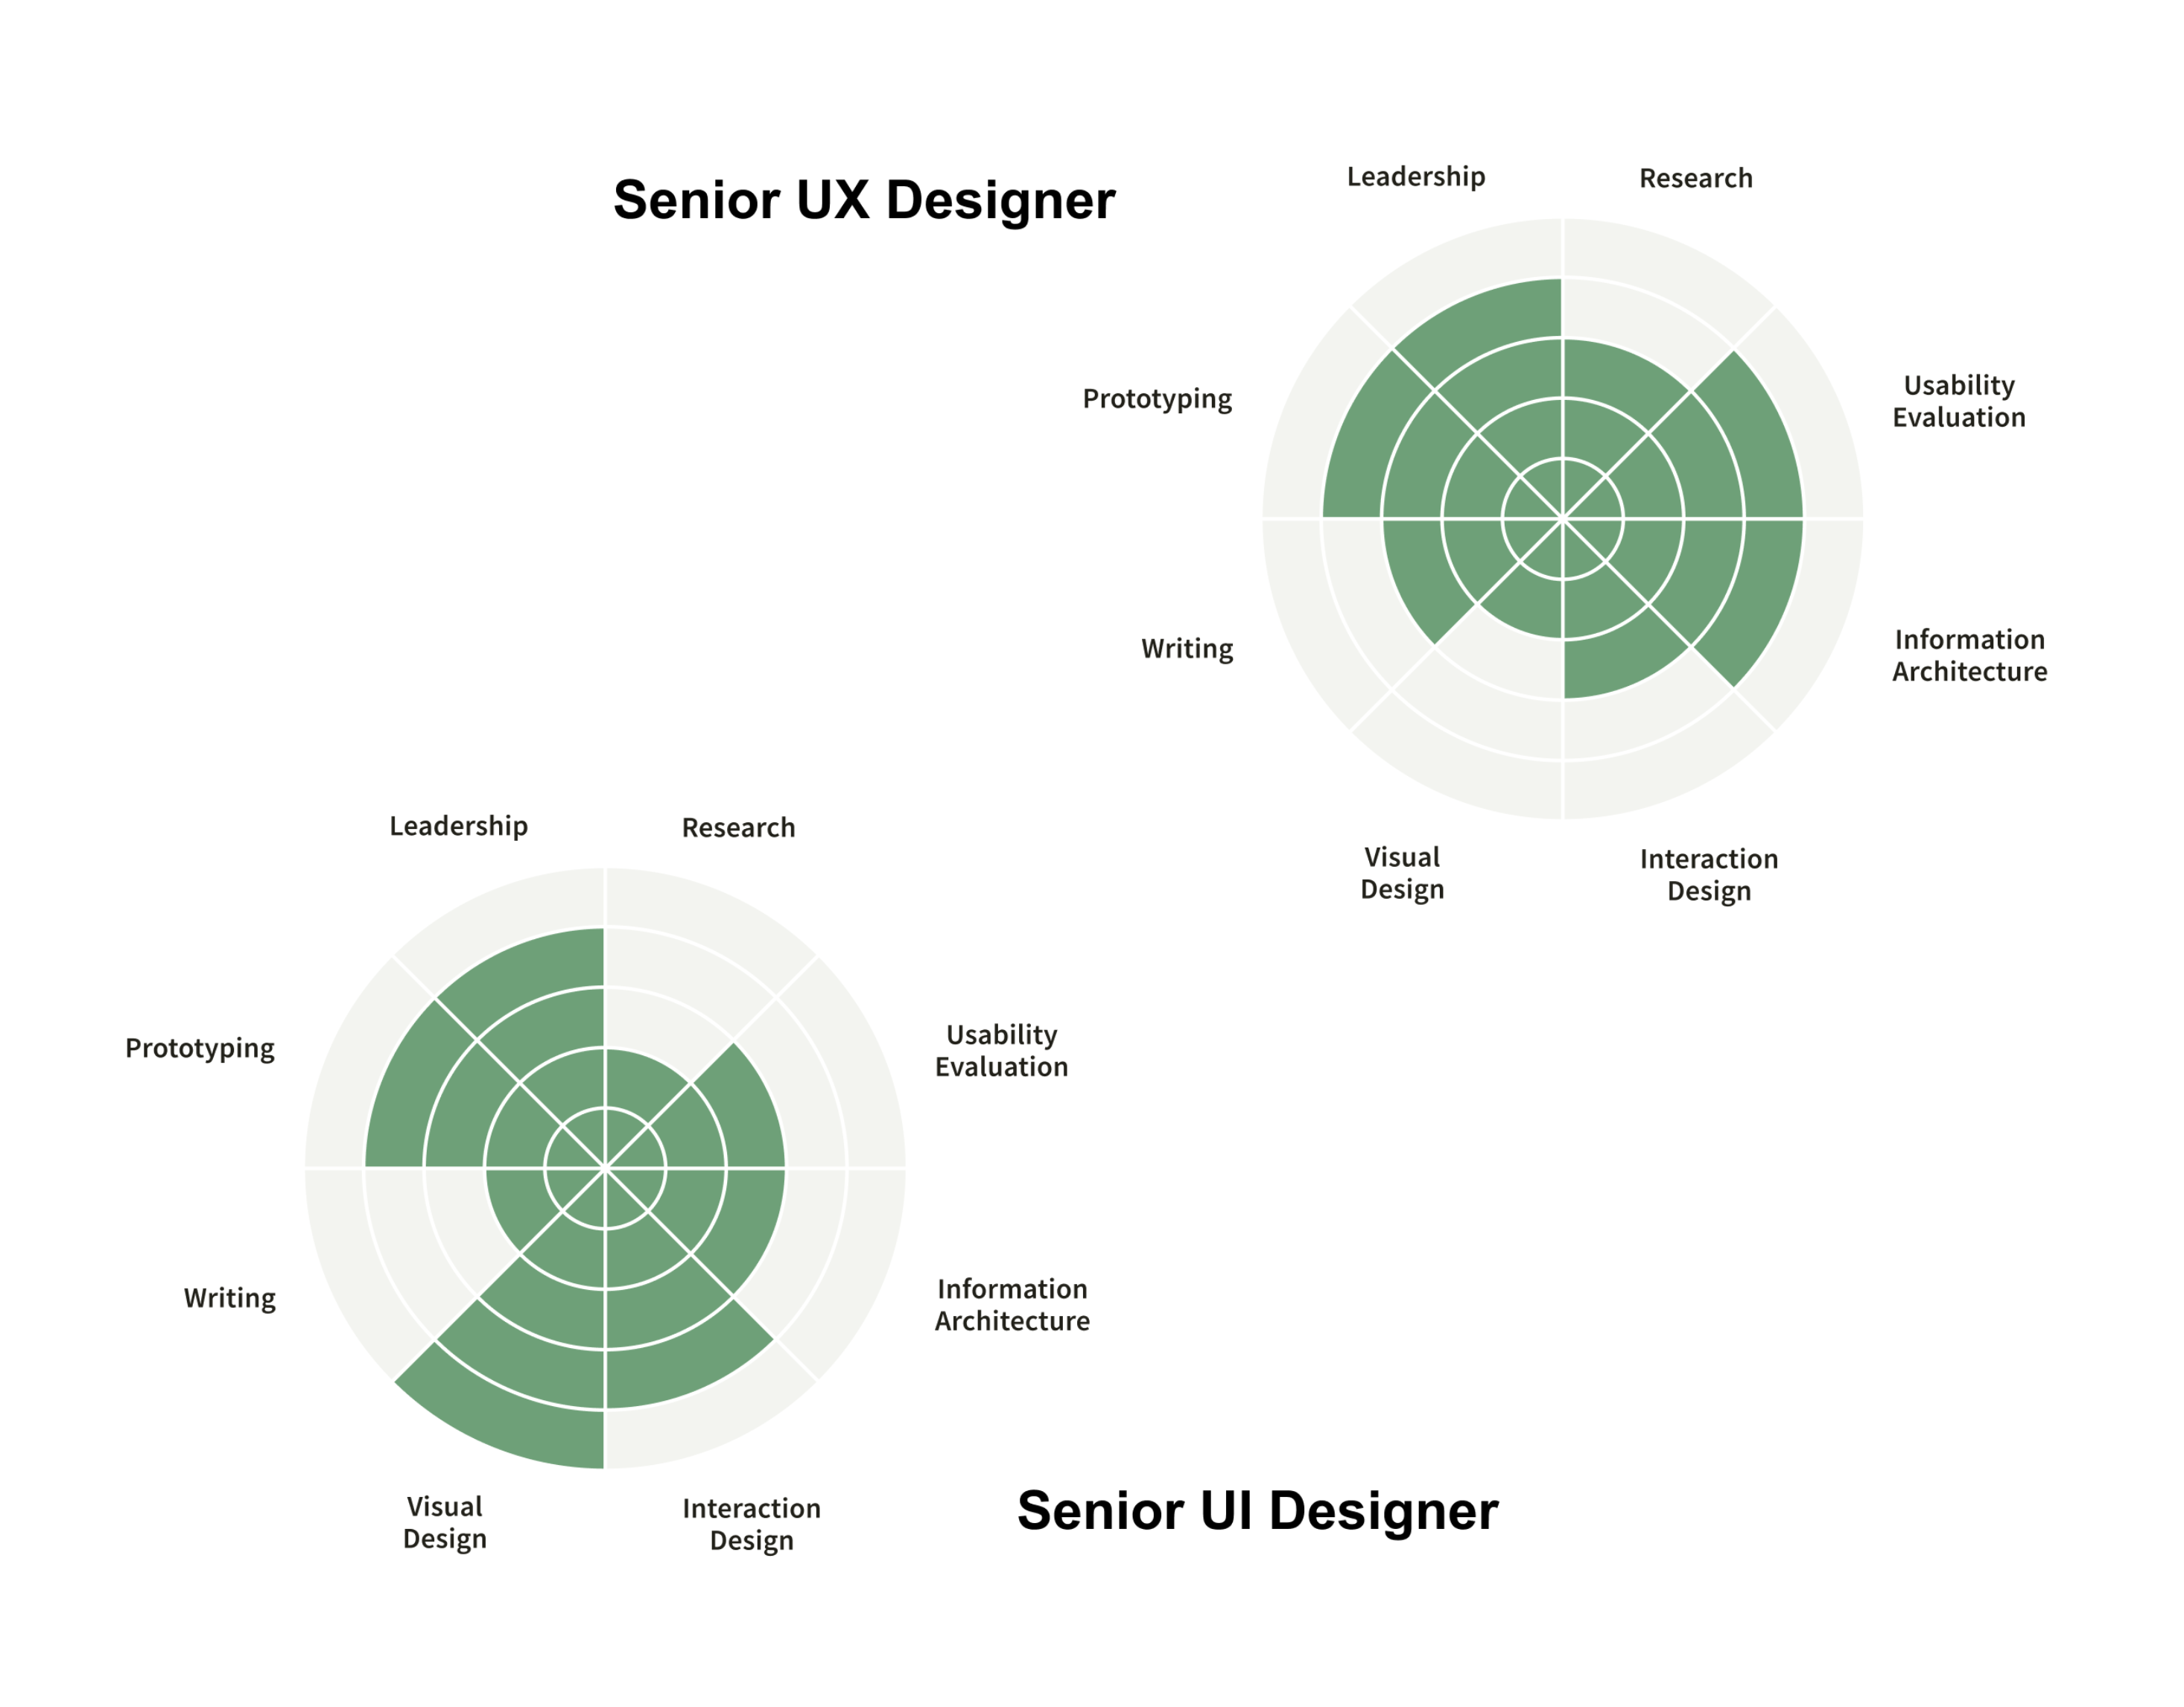 Senior UX Designer
Leadership
Research
Prototyping
Usability
Evaluation
Writing
Information
Architecture
Visual
Design
Interaction
Design
Leadership
Research
Prototyping
Usability
Evaluation
Writing
Information
Architecture
Visual
Design
Interaction
Design
Senior UI Designer